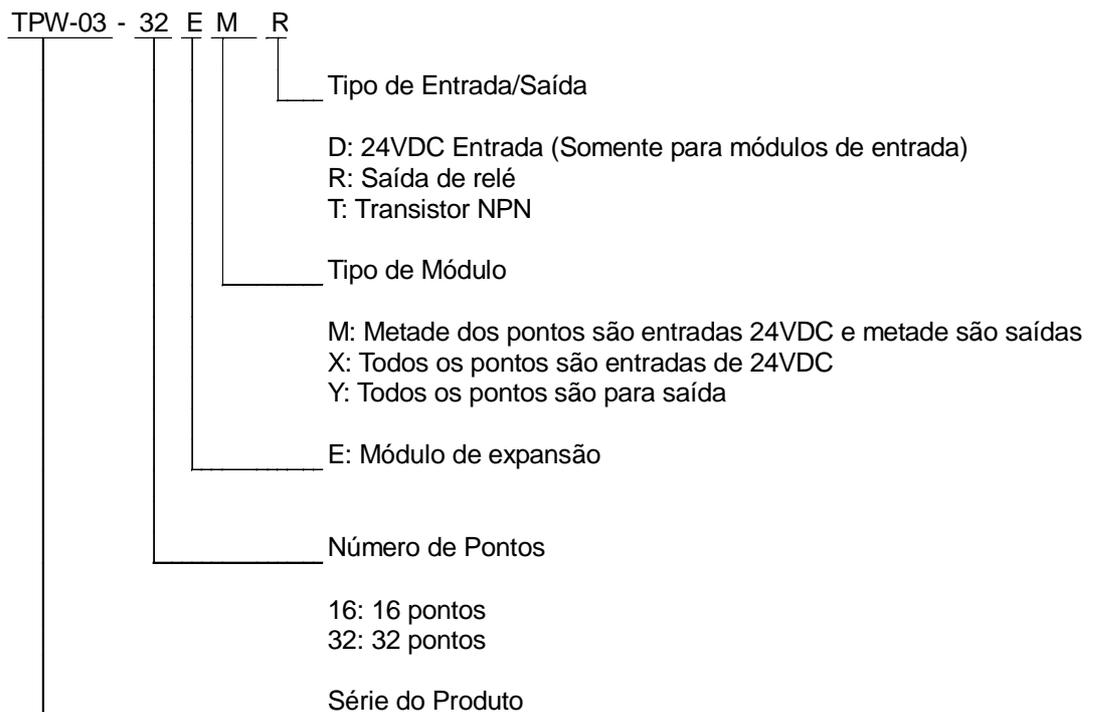 TPW-03 - 32 E M R
Tipo de Entrada/Saída
D: 24VDC Entrada (Somente para módulos de entrada)
R: Saída de relé
T: Transistor NPN
Tipo de Módulo
M: Metade dos pontos são entradas 24VDC e metade são saídas
X: Todos os pontos são entradas de 24VDC
Y: Todos os pontos são para saída
E: Módulo de expansão
Número de Pontos
16: 16 pontos
32: 32 pontos
Série do Produto